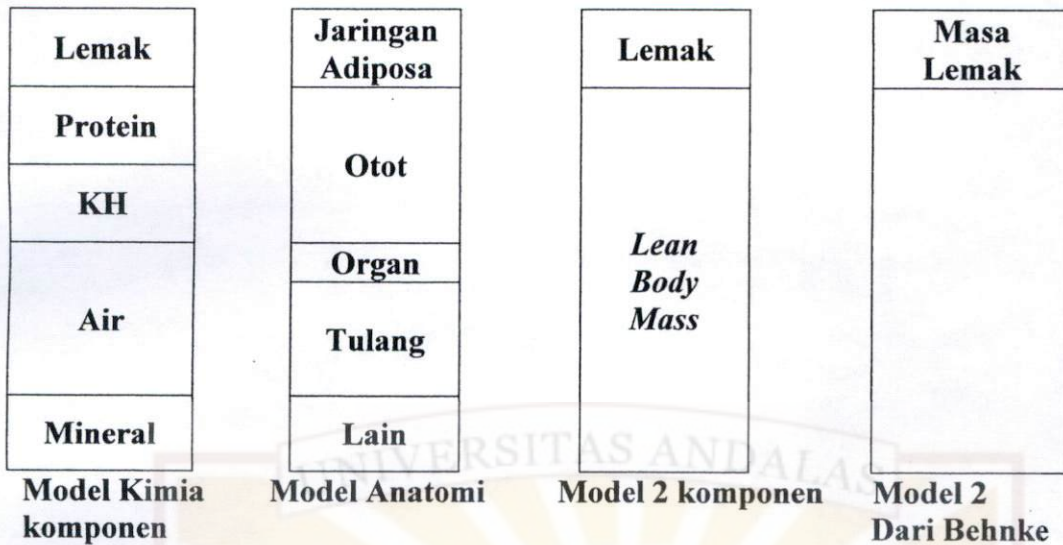 Lemak
Protein
KH
Air
Mineral
Model Kimia
komponen
Jaringan
Adiposa
Otot
Organ
Tulang
Lain
Model Anatomi
Lemak
Lean
Body
Mass
Model 2 komponen
Masa
Lemak
Model 2
Dari Behnke
UNIVERSITAS ANDALAS